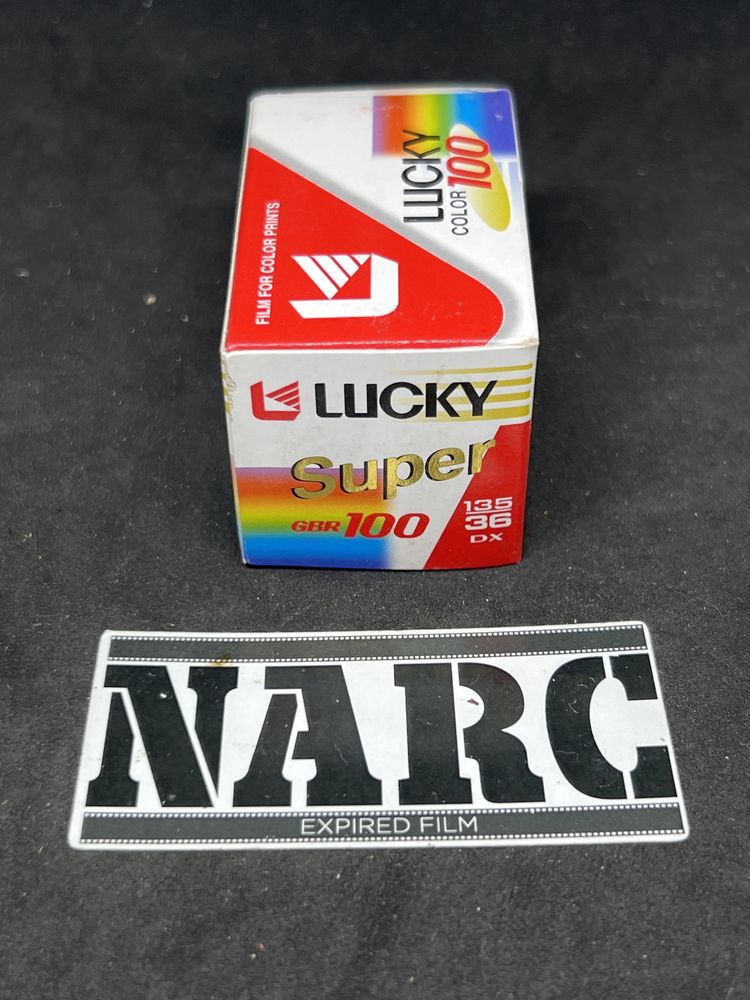 LUCKY
COLOR 100
FILM FOR COLOR PRINTS
LUCKY
Super
GBR 100
135
36
DX
NARC
EXPIRED FILM